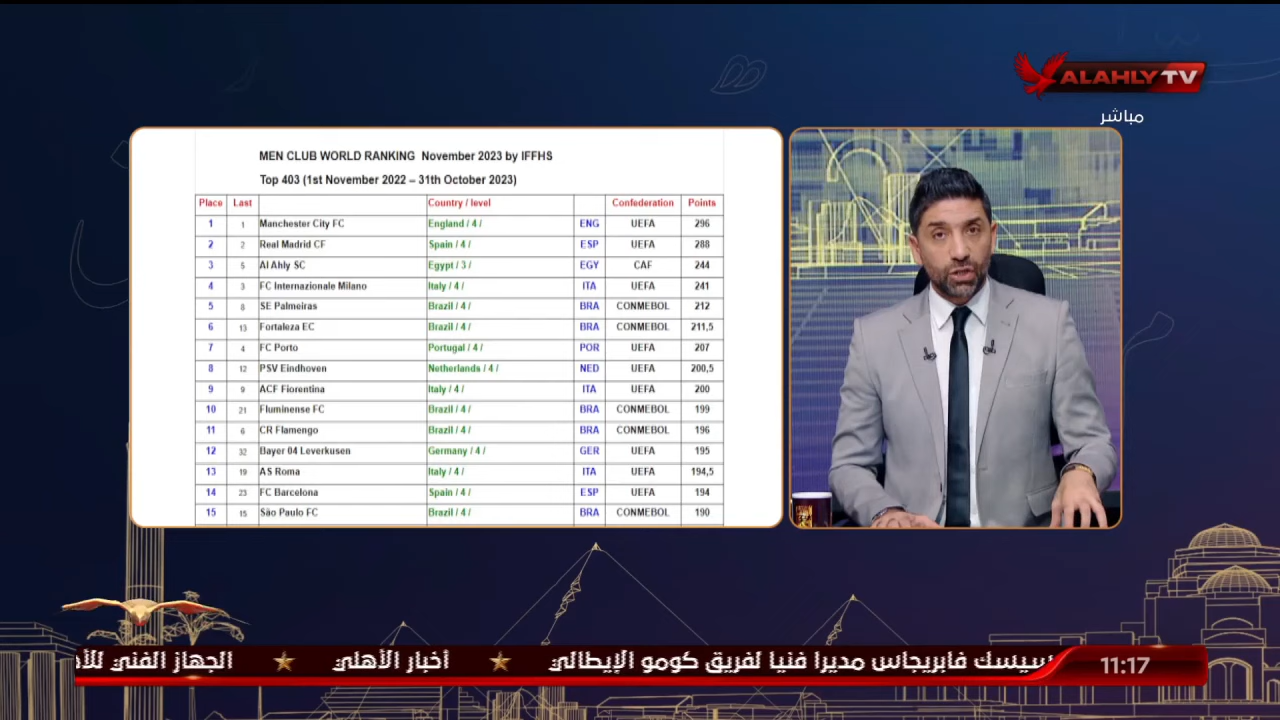 ALAHLY TV
مباشر
MEN CLUB WORLD RANKING November 2023 by IFFHS
Top 403 (1st November 2022 – 31th October 2023)
Place Last Country / level Confederation Points
1 1 Manchester City FC England / 4 / ENG UEFA 296
2 2 Real Madrid CF Spain / 4 / ESP UEFA 288
3 5 Al Ahly SC Egypt / 3 / EGY CAF 244
4 3 FC Internazionale Milano Italy / 4 / ITA UEFA 241
5 8 SE Palmeiras Brazil / 4 / BRA CONMEBOL 212
6 13 Fortaleza EC Brazil / 4 / BRA CONMEBOL 211,5
7 4 FC Porto Portugal / 4 / POR UEFA 207
8 12 PSV Eindhoven Netherlands / 4 / NED UEFA 200,5
9 9 ACF Fiorentina Italy / 4 / ITA UEFA 200
10 21 Fluminense FC Brazil / 4 / BRA CONMEBOL 199
11 6 CR Flamengo Brazil / 4 / BRA CONMEBOL 196
12 32 Bayer 04 Leverkusen Germany / 4 / GER UEFA 195
13 19 AS Roma Italy / 4 / ITA UEFA 194,5
14 23 FC Barcelona Spain / 4 / ESP UEFA 194
15 15 São Paulo FC Brazil / 4 / BRA CONMEBOL 190
سيسك فابريجاس مديرا فنيا لفريق كومو الإيطالي ★ أخبار الأهلي ★ الجهاز الفني
11:17